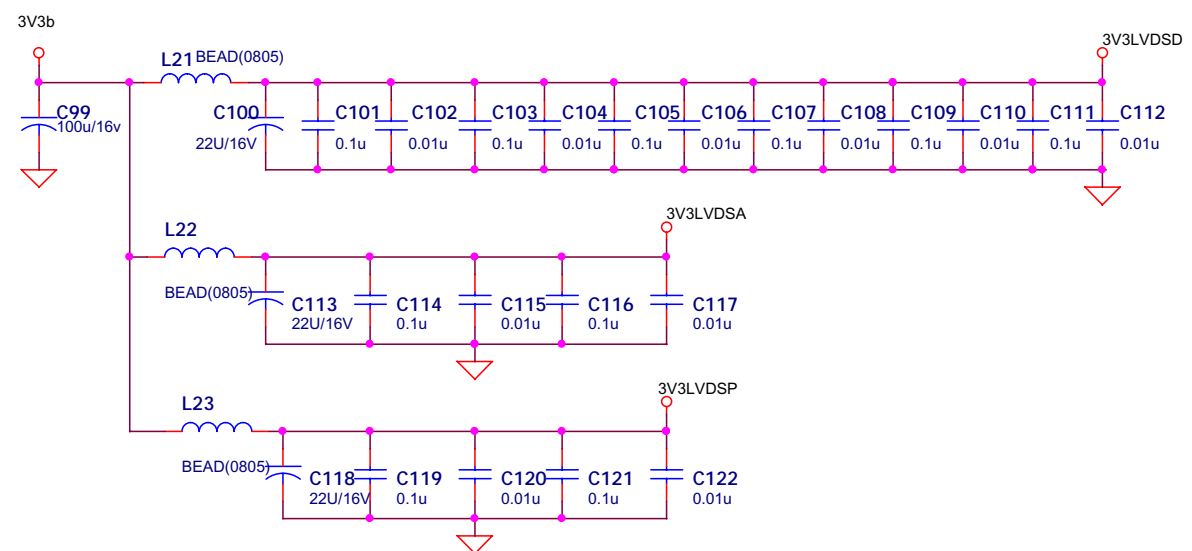 3V3b
3V3LVDSD
L21 BEAD(0805)
C99 C100 C101 C102 C103 C104 C105 C106 C107 C108 C109 C110 C111 C112
100u/16v 22U/16V 0.1u 0.01u 0.1u 0.01u 0.1u 0.01u 0.1u 0.01u 0.1u 0.01u 0.1u 0.01u
3V3LVDSA
L22
BEAD(0805)
C113 C114 C115 C116 C117
22U/16V 0.1u 0.01u 0.1u 0.01u
3V3LVDSP
L23
BEAD(0805)
C118 C119 C120 C121 C122
22U/16V 0.1u 0.01u 0.1u 0.01u